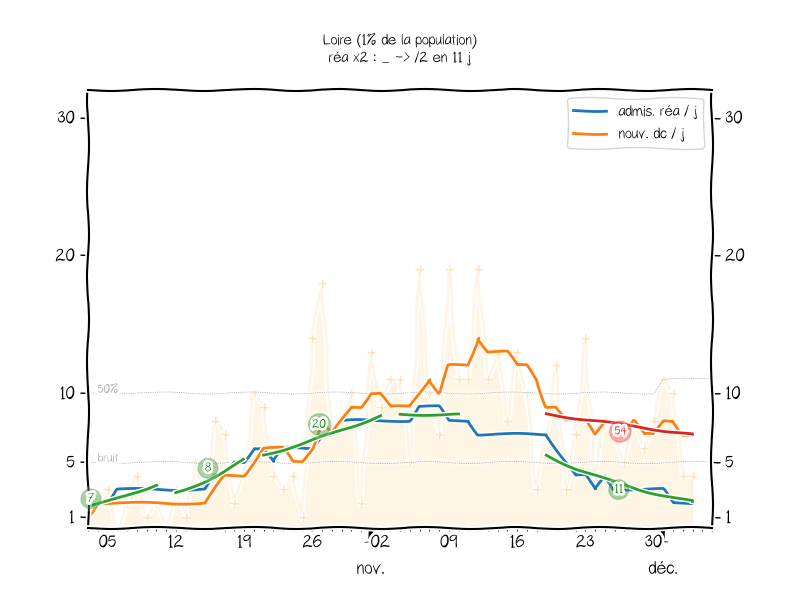 Loire (1% de la population)
réa x2 : _ -> /2 en 11 j
admis. réa / j
nouv. dc / j
30
30
20
20
10
10
5
5
1
1
50%
bruit
7
8
20
54
11
05 12 19 26 02 09 16 23 30
nov. déc.